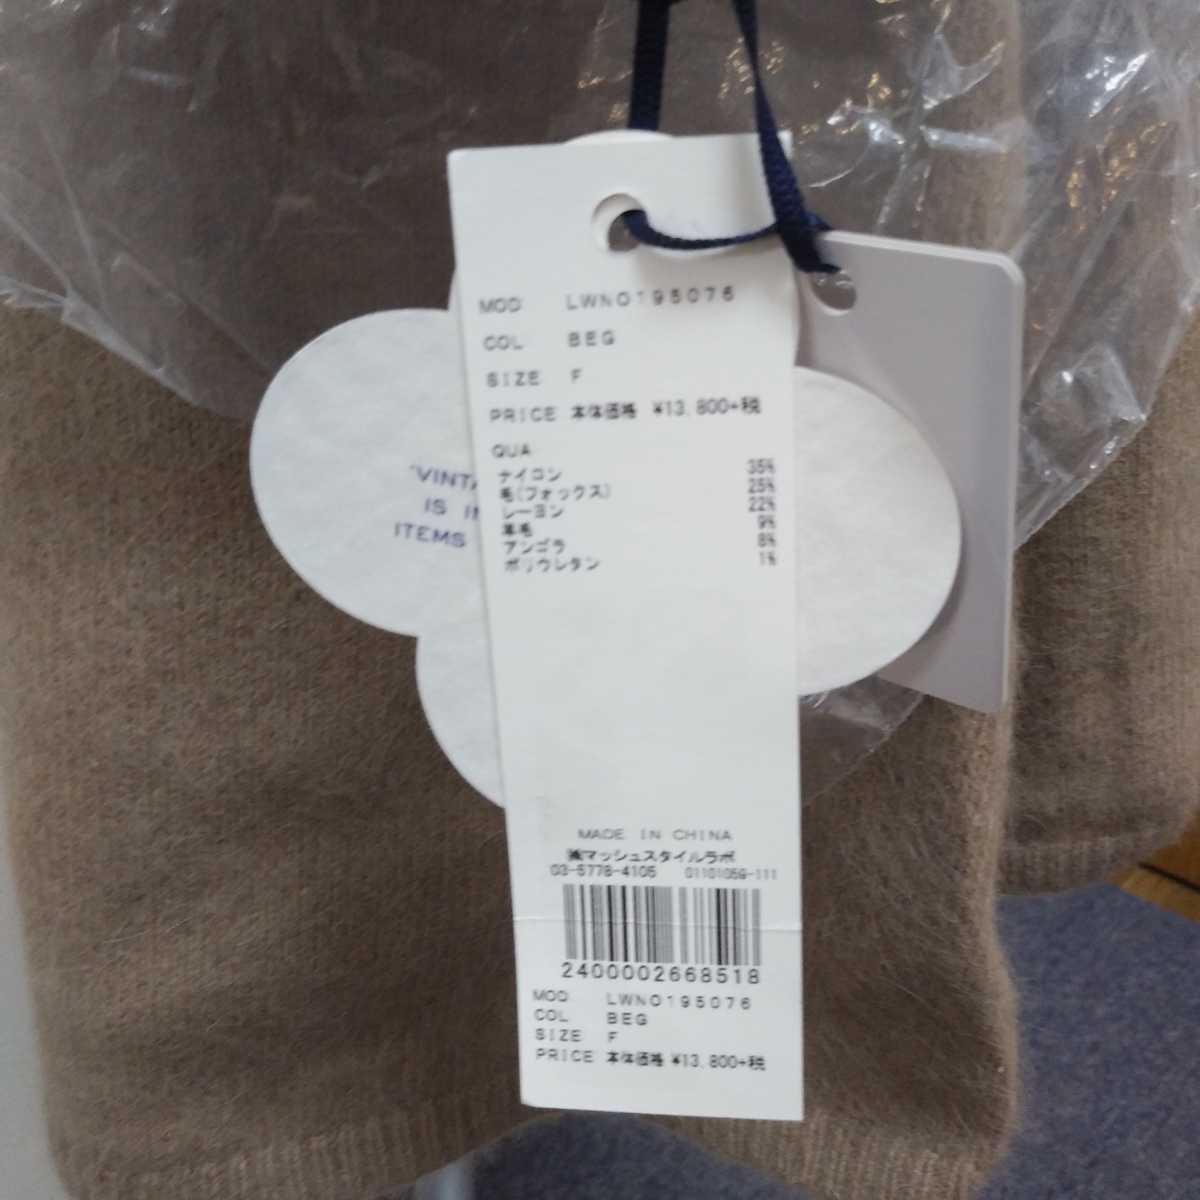 MOD LWNO195076
COL BEG
SIZE F
PRICE 本体価格 ¥13,800+税
QUA
ナイロン 35%
毛(フォックス) 25%
レーヨン 22%
羊毛 9%
アンゴラ 8%
ポリウレタン 1%
IS
ITEMS
MADE IN CHINA
㈱マッシュスタイルラボ
03-5778-4105 01101059-111
2400002668518
MOD LWNO195076
COL BEG
SIZE F
PRICE 本体価格 ¥13,800+税